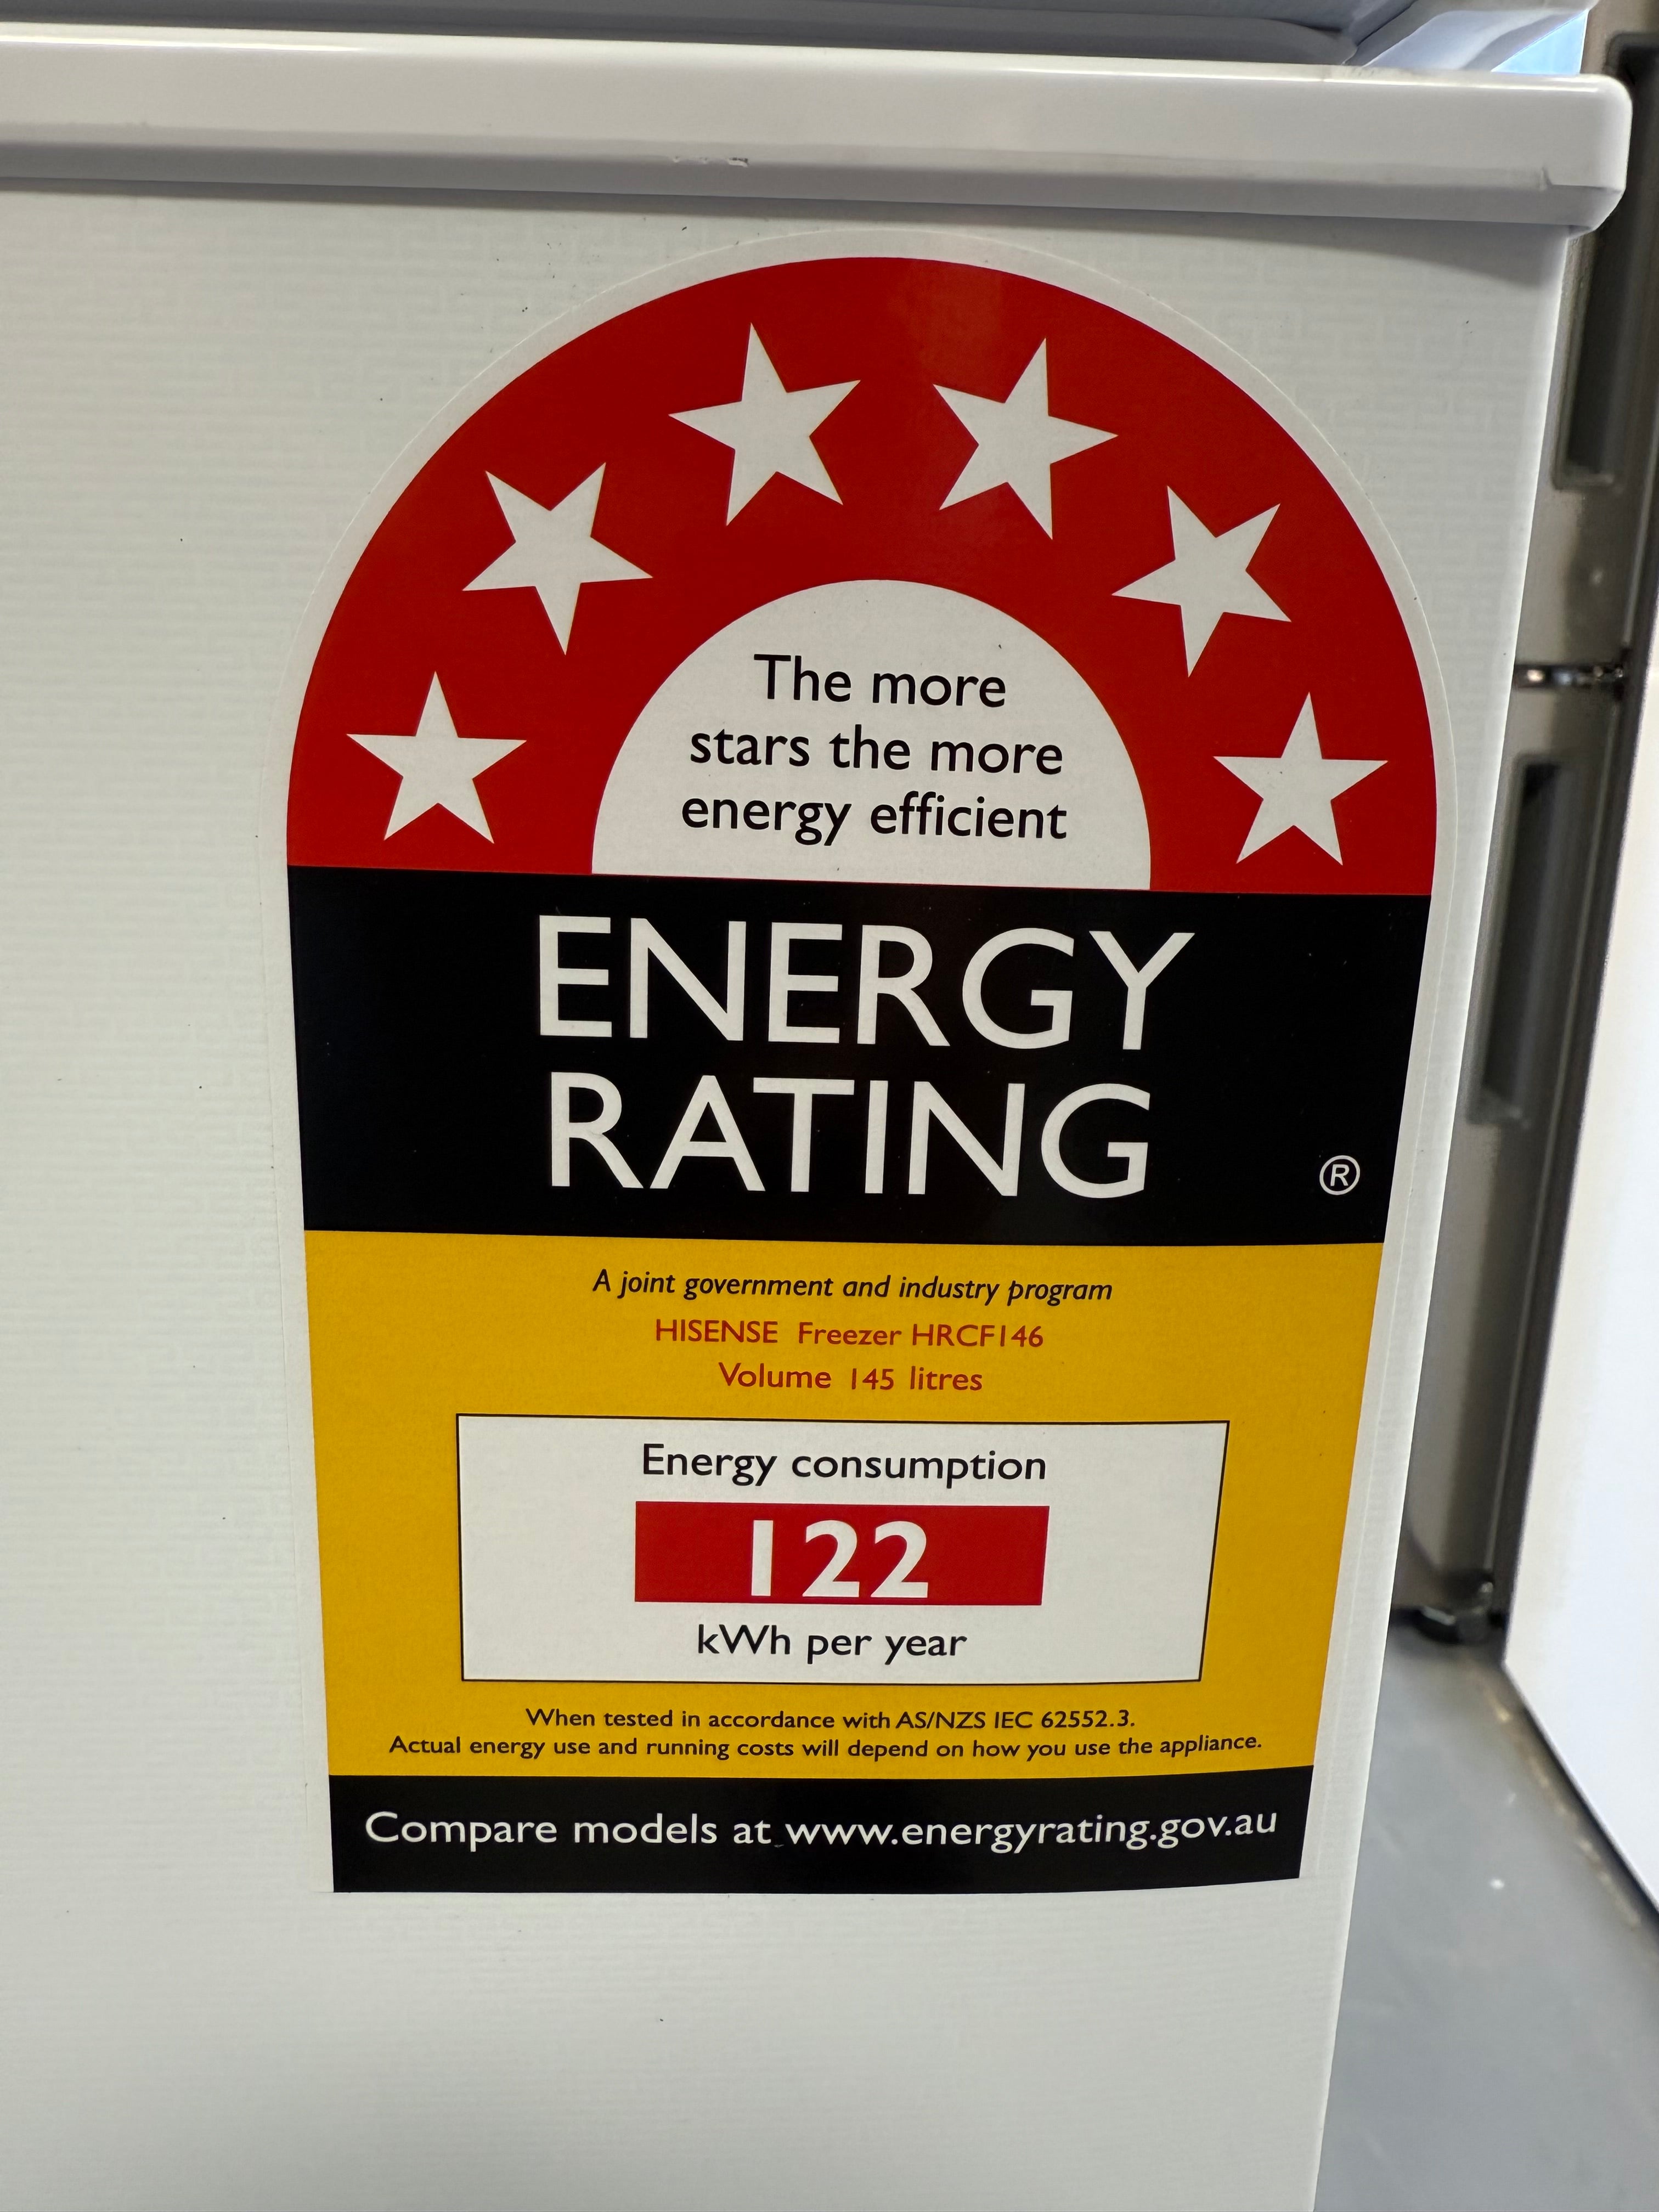 The more
stars the more
energy efficient
ENERGY
RATING
®
A joint government and industry program
HISENSE Freezer HRCF146
Volume 145 litres
Energy consumption
122
kWh per year
When tested in accordance with AS/NZS IEC 62552.3.
Actual energy use and running costs will depend on how you use the appliance.
Compare models at www.energyrating.gov.au